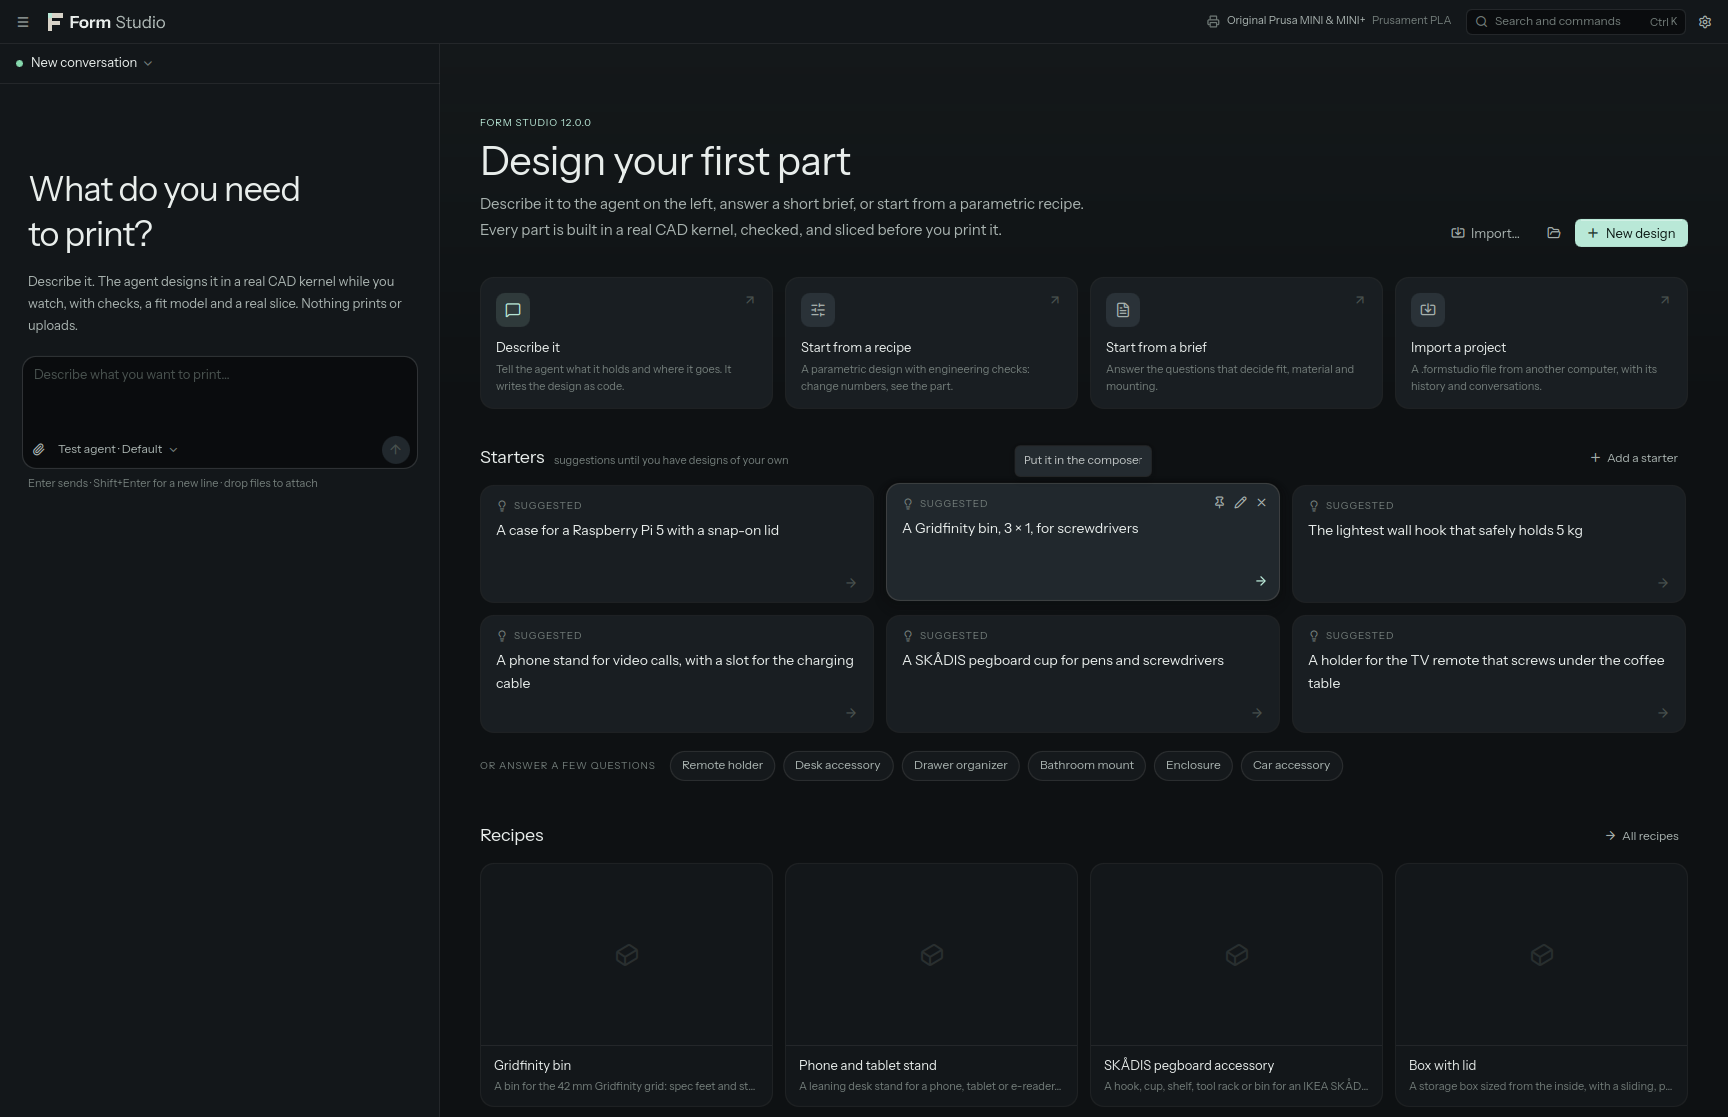 Form Studio
Original Prusa MINI & MINI+ Prusament PLA
Search and commands Ctrl K
New conversation
What do you need
to print?
Describe it. The agent designs it in a real CAD kernel while you
watch, with checks, a fit model and a real slice. Nothing prints or
uploads.
Describe what you want to print...
Test agent · Default
Enter sends · Shift+Enter for a new line · drop files to attach
FORM STUDIO 12.0.0
Design your first part
Describe it to the agent on the left, answer a short brief, or start from a parametric recipe.
Every part is built in a real CAD kernel, checked, and sliced before you print it.
Import...
New design
Describe it
Tell the agent what it holds and where it goes. It
writes the design as code.
Start from a recipe
A parametric design with engineering checks:
change numbers, see the part.
Start from a brief
Answer the questions that decide fit, material and
mounting.
Import a project
A .formstudio file from another computer, with its
history and conversations.
Starters suggestions until you have designs of your own
Put it in the composer
Add a starter
SUGGESTED
A case for a Raspberry Pi 5 with a snap-on lid
SUGGESTED
A Gridfinity bin, 3 × 1, for screwdrivers
SUGGESTED
The lightest wall hook that safely holds 5 kg
SUGGESTED
A phone stand for video calls, with a slot for the charging
cable
SUGGESTED
A SKÅDIS pegboard cup for pens and screwdrivers
SUGGESTED
A holder for the TV remote that screws under the coffee
table
OR ANSWER A FEW QUESTIONS
Remote holder
Desk accessory
Drawer organizer
Bathroom mount
Enclosure
Car accessory
Recipes
All recipes
Gridfinity bin
A bin for the 42 mm Gridfinity grid: spec feet and st...
Phone and tablet stand
A leaning desk stand for a phone, tablet or e-reader...
SKÅDIS pegboard accessory
A hook, cup, shelf, tool rack or bin for an IKEA SKÅD...
Box with lid
A storage box sized from the inside, with a sliding, p...